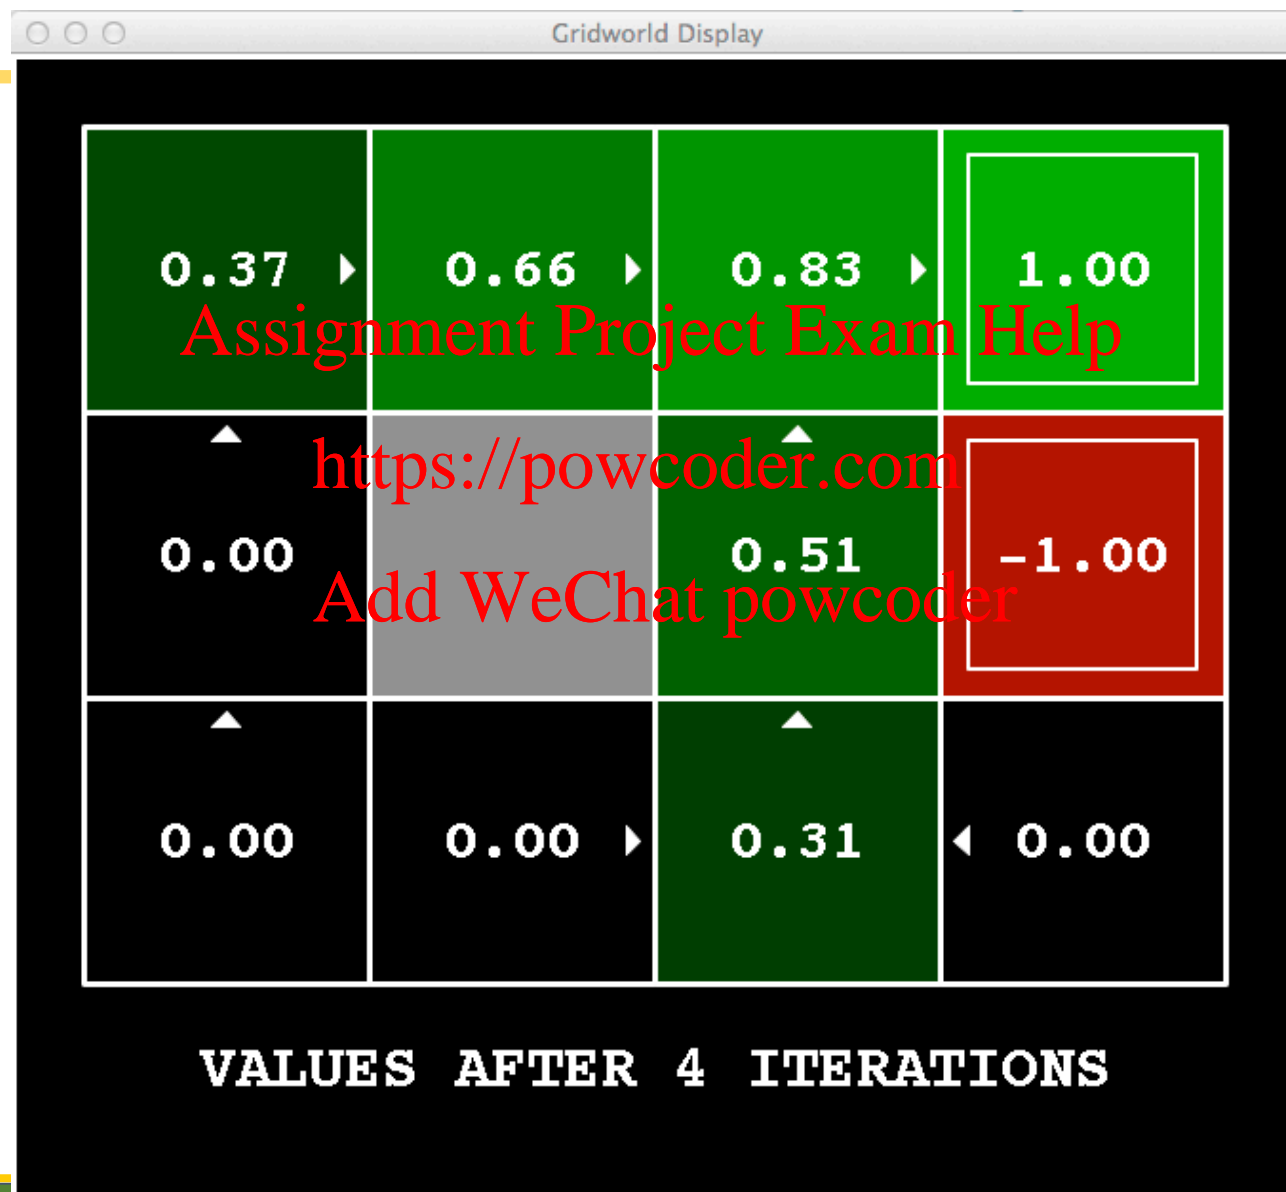 Gridworld Display
0.37 0.66 0.83 1.00
Assignment Project Exam Help
https://powcoder.com
0.00 0.51 -1.00
Add WeChat powcoder
0.00 0.00 0.31 0.00
VALUES AFTER 4 ITERATIONS